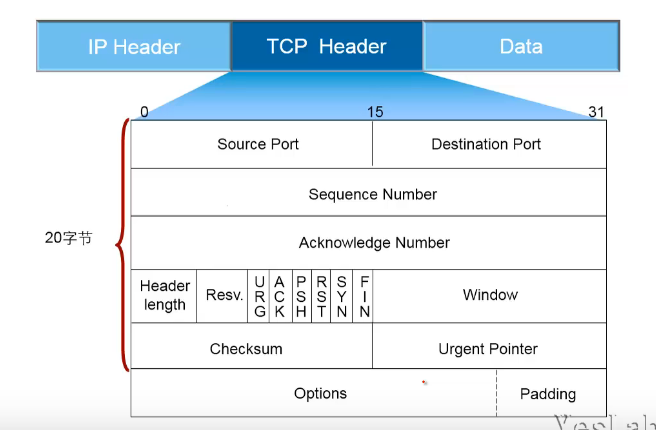 IP Header TCP Header Data
0 15 31
Source Port Destination Port
Sequence Number
20字节
Acknowledge Number
Header length Resv. URG ACK PSH RST SYN FIN Window
Checksum Urgent Pointer
Options Padding